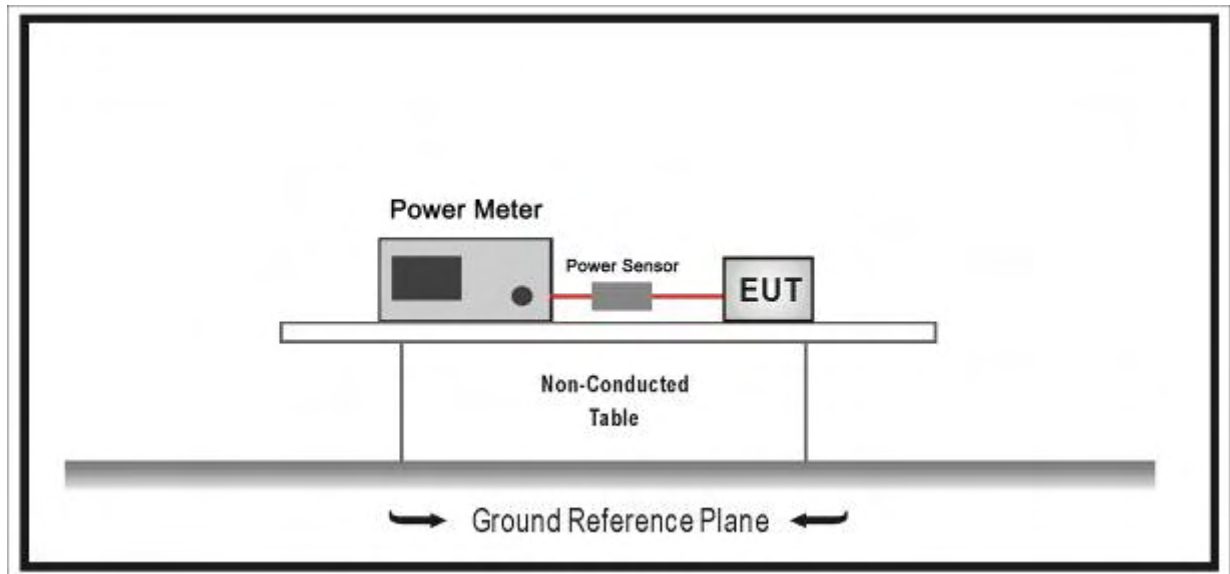 Power Meter
Power Sensor
EUT
Non-Conducted
Table
Ground Reference Plane